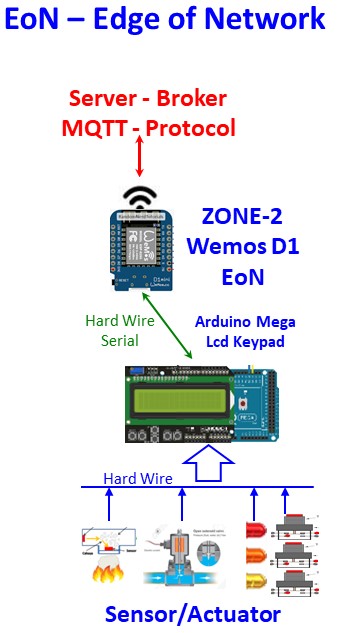 EoN – Edge of Network
Server - Broker
MQTT - Protocol
ZONE-2
Wemos D1
EoN
Hard Wire
Serial
Arduino Mega
Lcd Keypad
Hard Wire
Sensor/Actuator